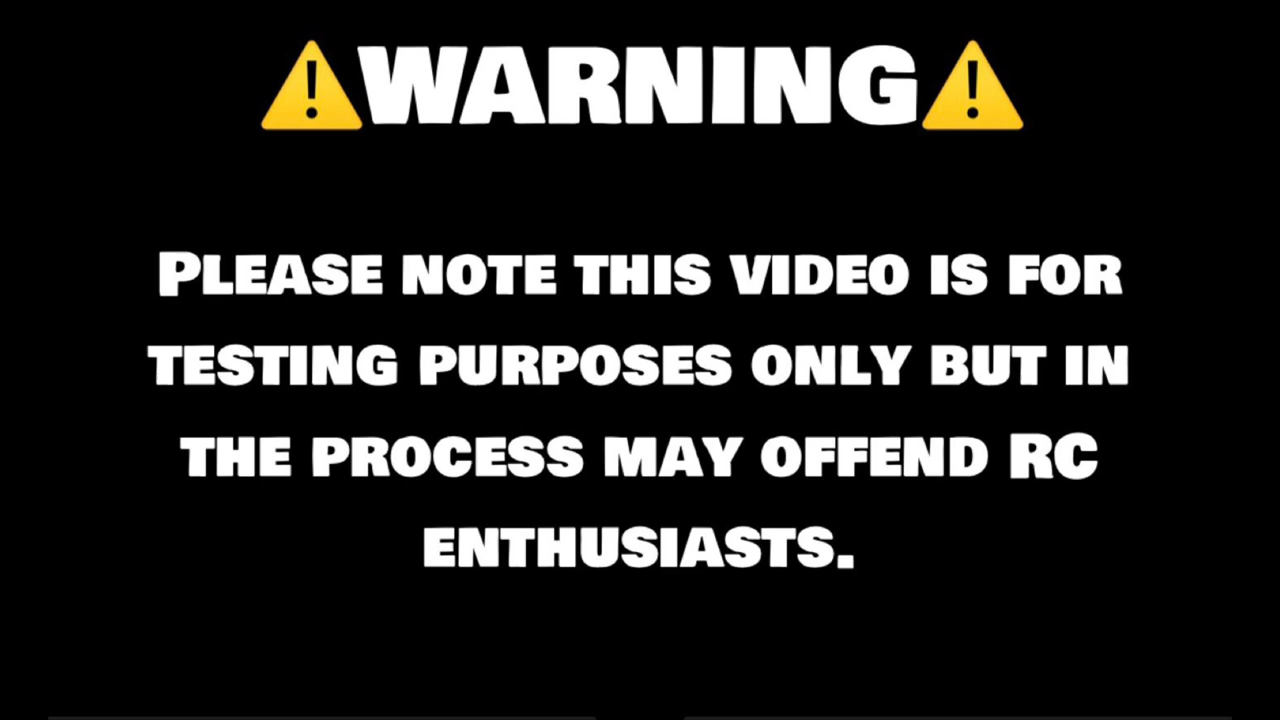 ⚠️WARNING⚠️
Please note this video is for
testing purposes only but in
the process may offend RC
enthusiasts.